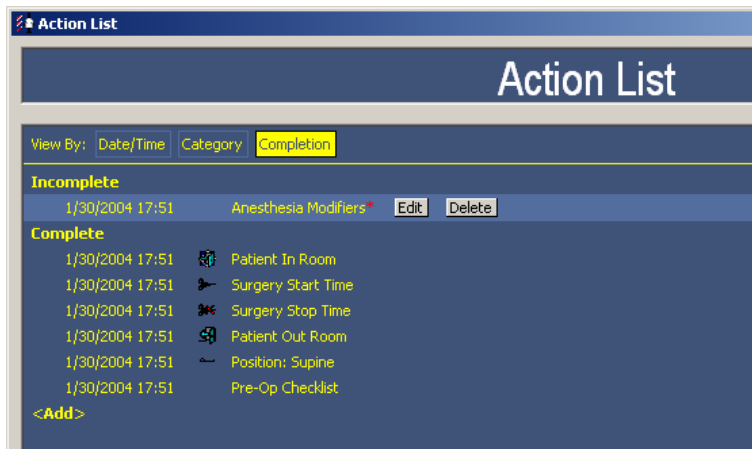 Action List
Action List
View By: Date/Time Category Completion
Incomplete
1/30/2004 17:51 Anesthesia Modifiers* Edit Delete
Complete
1/30/2004 17:51 Patient In Room
1/30/2004 17:51 Surgery Start Time
1/30/2004 17:51 Surgery Stop Time
1/30/2004 17:51 Patient Out Room
1/30/2004 17:51 Position: Supine
1/30/2004 17:51 Pre-Op Checklist
<Add>